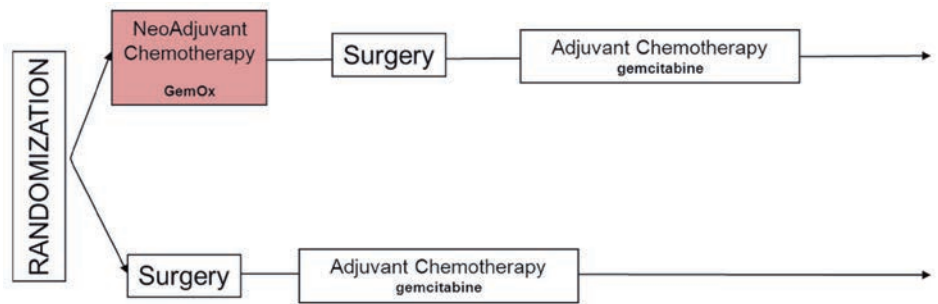 RANDOMIZATION
NeoAdjuvant
Chemotherapy
GemOx
Surgery
Adjuvant Chemotherapy
gemcitabine
Surgery
Adjuvant Chemotherapy
gemcitabine